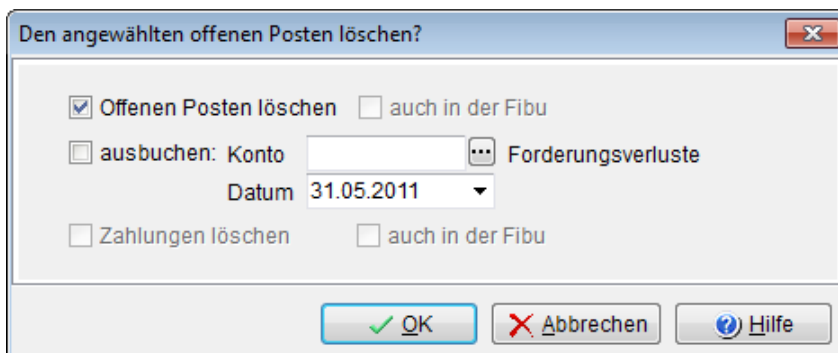 Den angewählten offenen Posten löschen?
Offenen Posten löschen auch in der Fibu
ausbuchen: Konto ... Forderungsverluste
Datum 31.05.2011
Zahlungen löschen auch in der Fibu
OK Abbrechen Hilfe